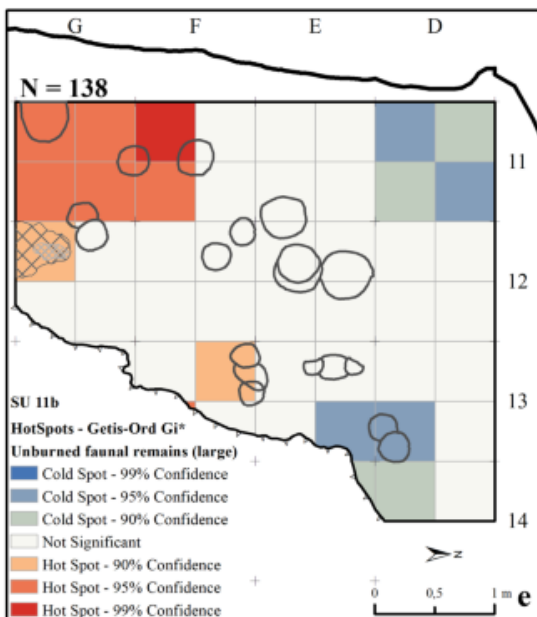 G F E D
N = 138
11
12
13
SU 11b
HotSpots - Getis-Ord Gi*
Unburned faunal remains (large)
Cold Spot - 99% Confidence
Cold Spot - 95% Confidence
Cold Spot - 90% Confidence
Not Significant
Hot Spot - 90% Confidence
Hot Spot - 95% Confidence
Hot Spot - 99% Confidence
14
N
e
0 0,5 1 m